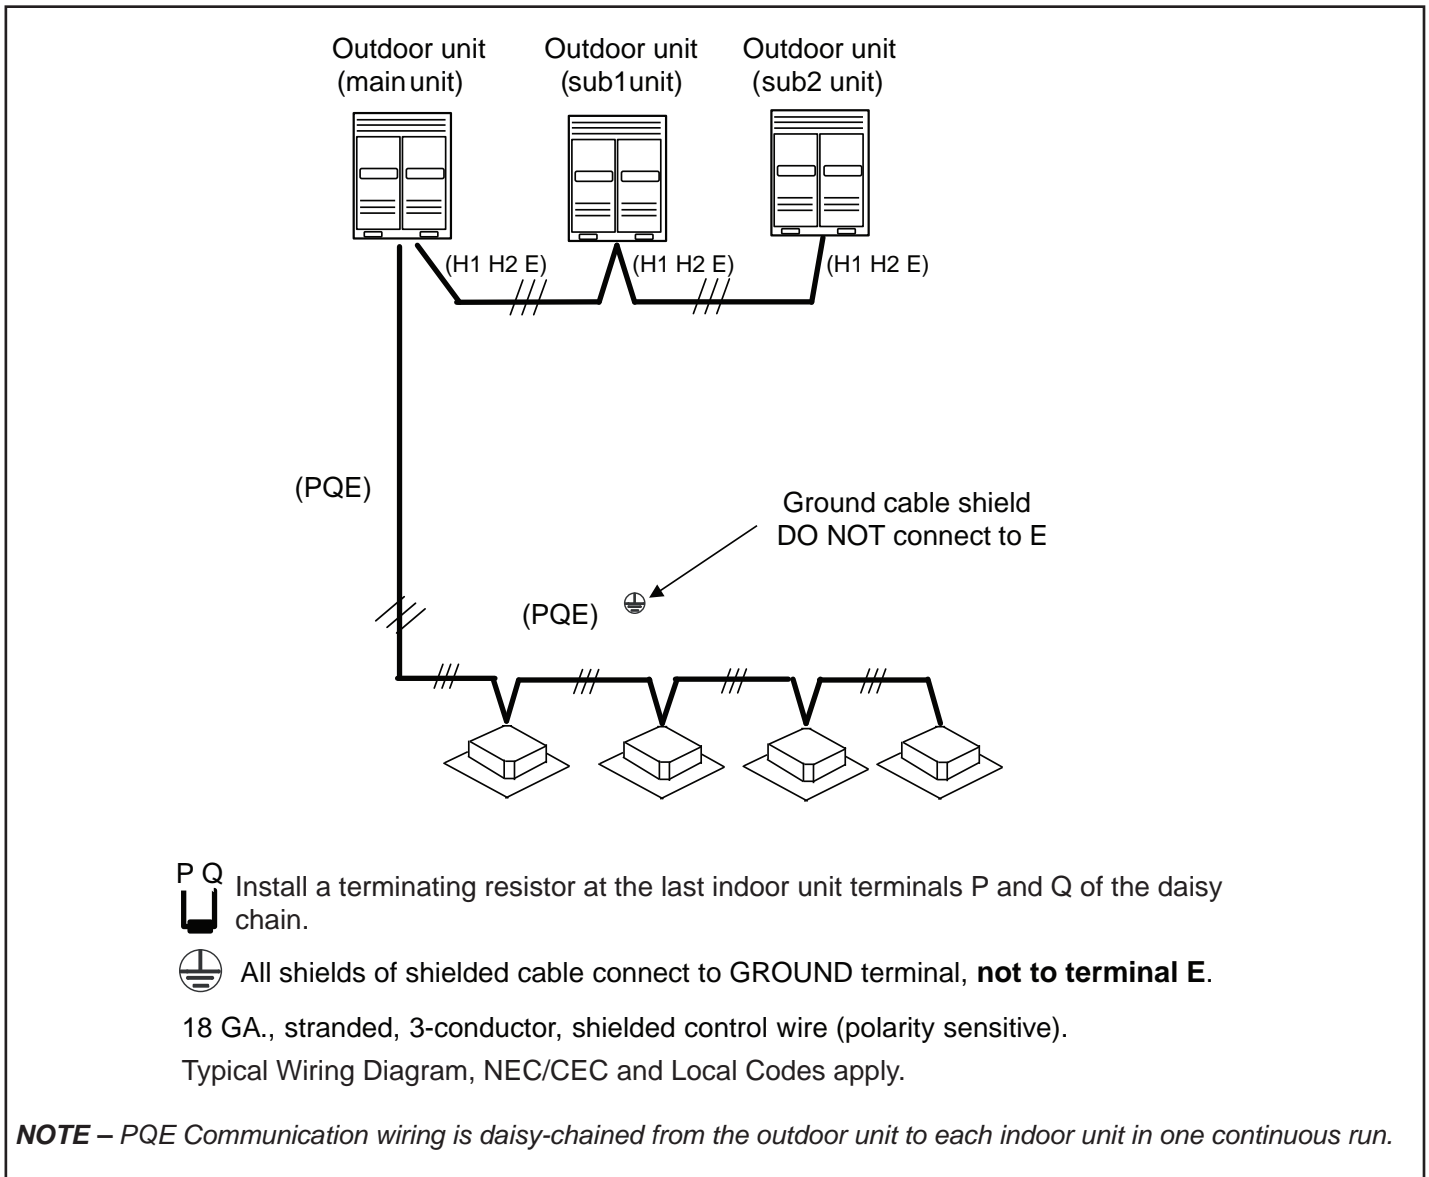 Outdoor unit
(main unit)
Outdoor unit
(sub1unit)
Outdoor unit
(sub2 unit)
(H1 H2 E)
(H1 H2 E)
(H1 H2 E)
(PQE)
Ground cable shield
DO NOT connect to E
(PQE)
P Q
Install a terminating resistor at the last indoor unit terminals P and Q of the daisy
chain.
All shields of shielded cable connect to GROUND terminal, not to terminal E.
18 GA., stranded, 3-conductor, shielded control wire (polarity sensitive).
Typical Wiring Diagram, NEC/CEC and Local Codes apply.
NOTE – PQE Communication wiring is daisy-chained from the outdoor unit to each indoor unit in one continuous run.